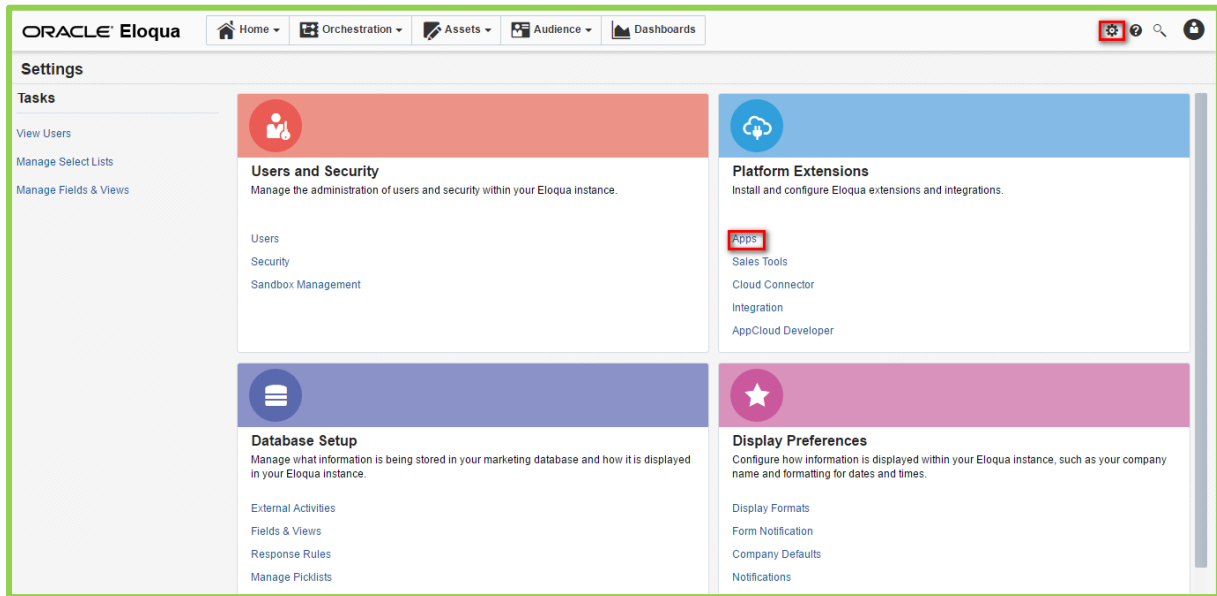 ORACLE Eloqua
Home
Orchestration
Assets
Audience
Dashboards
Settings
Tasks
View Users
Manage Select Lists
Manage Fields & Views
Users and Security
Manage the administration of users and security within your Eloqua instance.
Users
Security
Sandbox Management
Platform Extensions
Install and configure Eloqua extensions and integrations.
Apps
Sales Tools
Cloud Connector
Integration
AppCloud Developer
Database Setup
Manage what information is being stored in your marketing database and how it is displayed
in your Eloqua instance.
External Activities
Fields & Views
Response Rules
Manage Picklists
Display Preferences
Configure how information is displayed within your Eloqua instance, such as your company
name and formatting for dates and times.
Display Formats
Form Notification
Company Defaults
Notifications